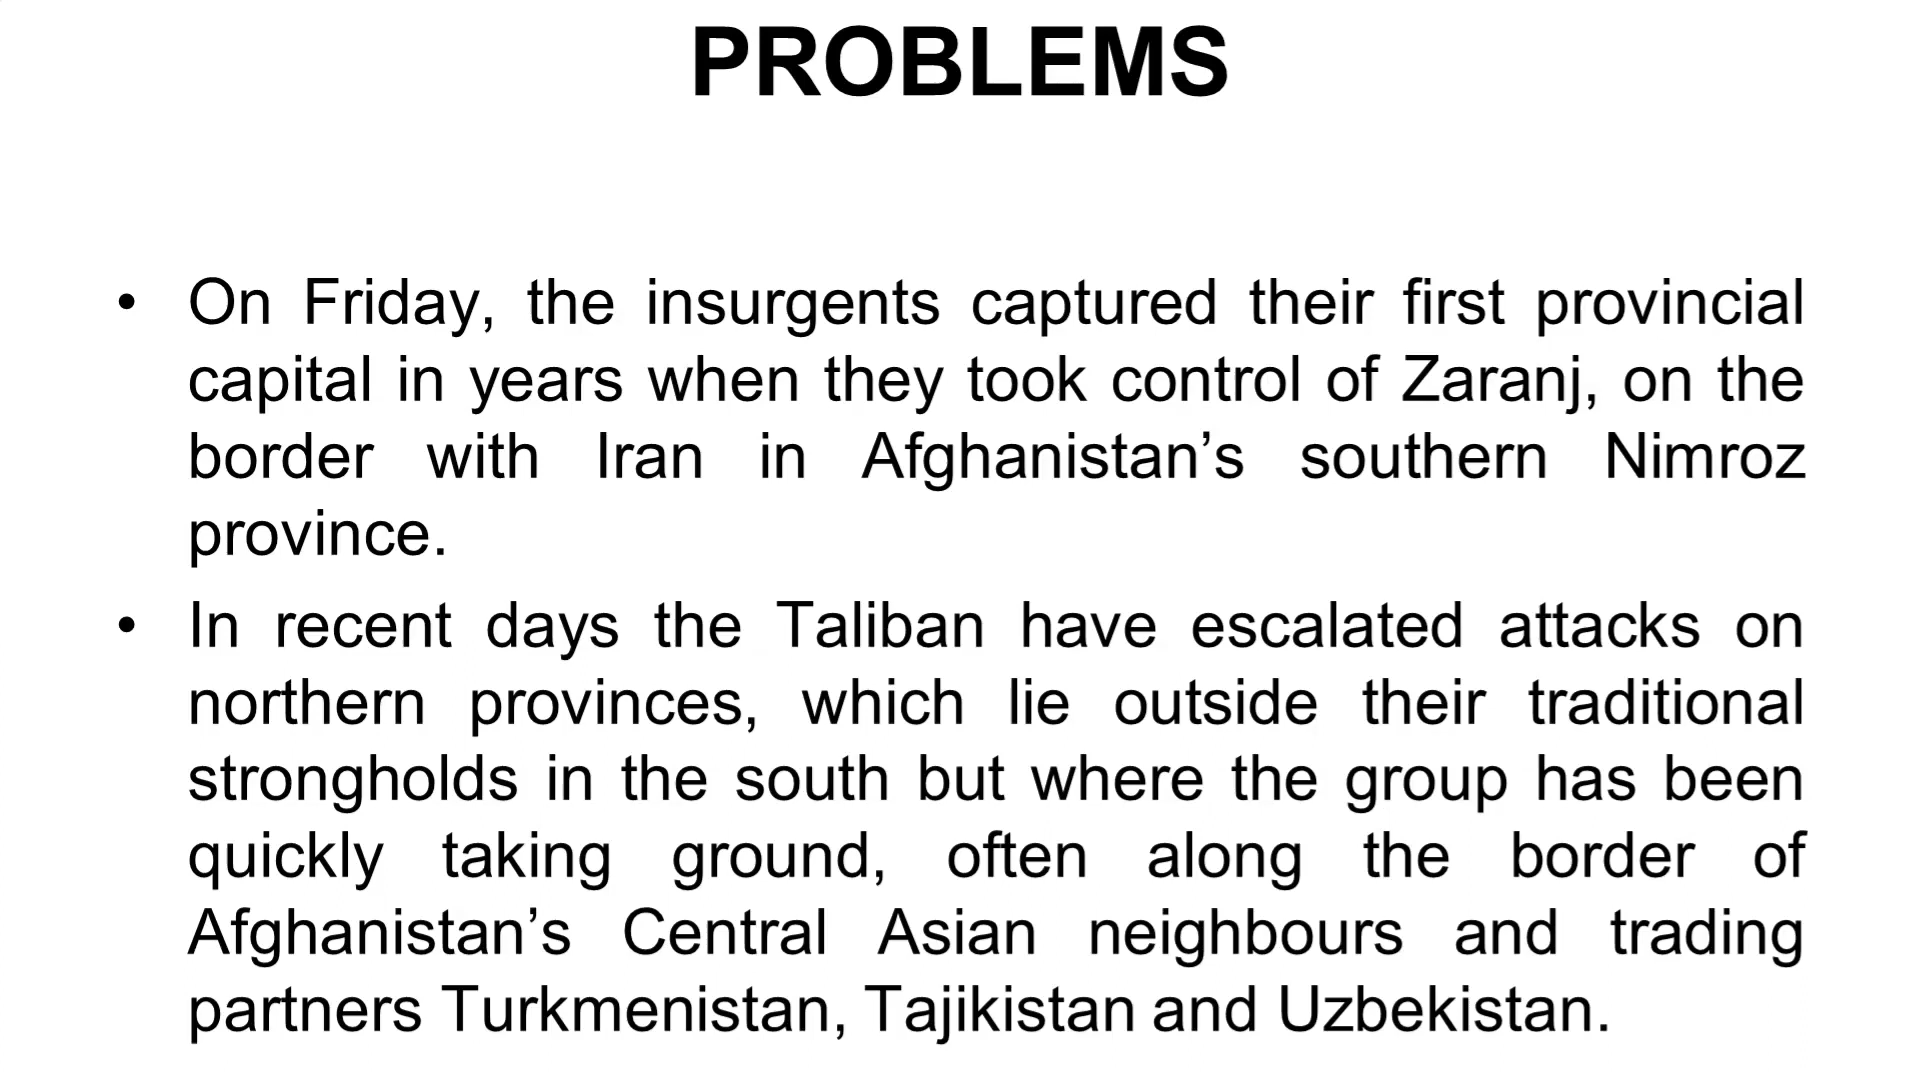 PROBLEMS
• On Friday, the insurgents captured their first provincial
capital in years when they took control of Zaranj, on the
border with Iran in Afghanistan’s southern Nimroz
province.
• In recent days the Taliban have escalated attacks on
northern provinces, which lie outside their traditional
strongholds in the south but where the group has been
quickly taking ground, often along the border of
Afghanistan’s Central Asian neighbours and trading
partners Turkmenistan, Tajikistan and Uzbekistan.